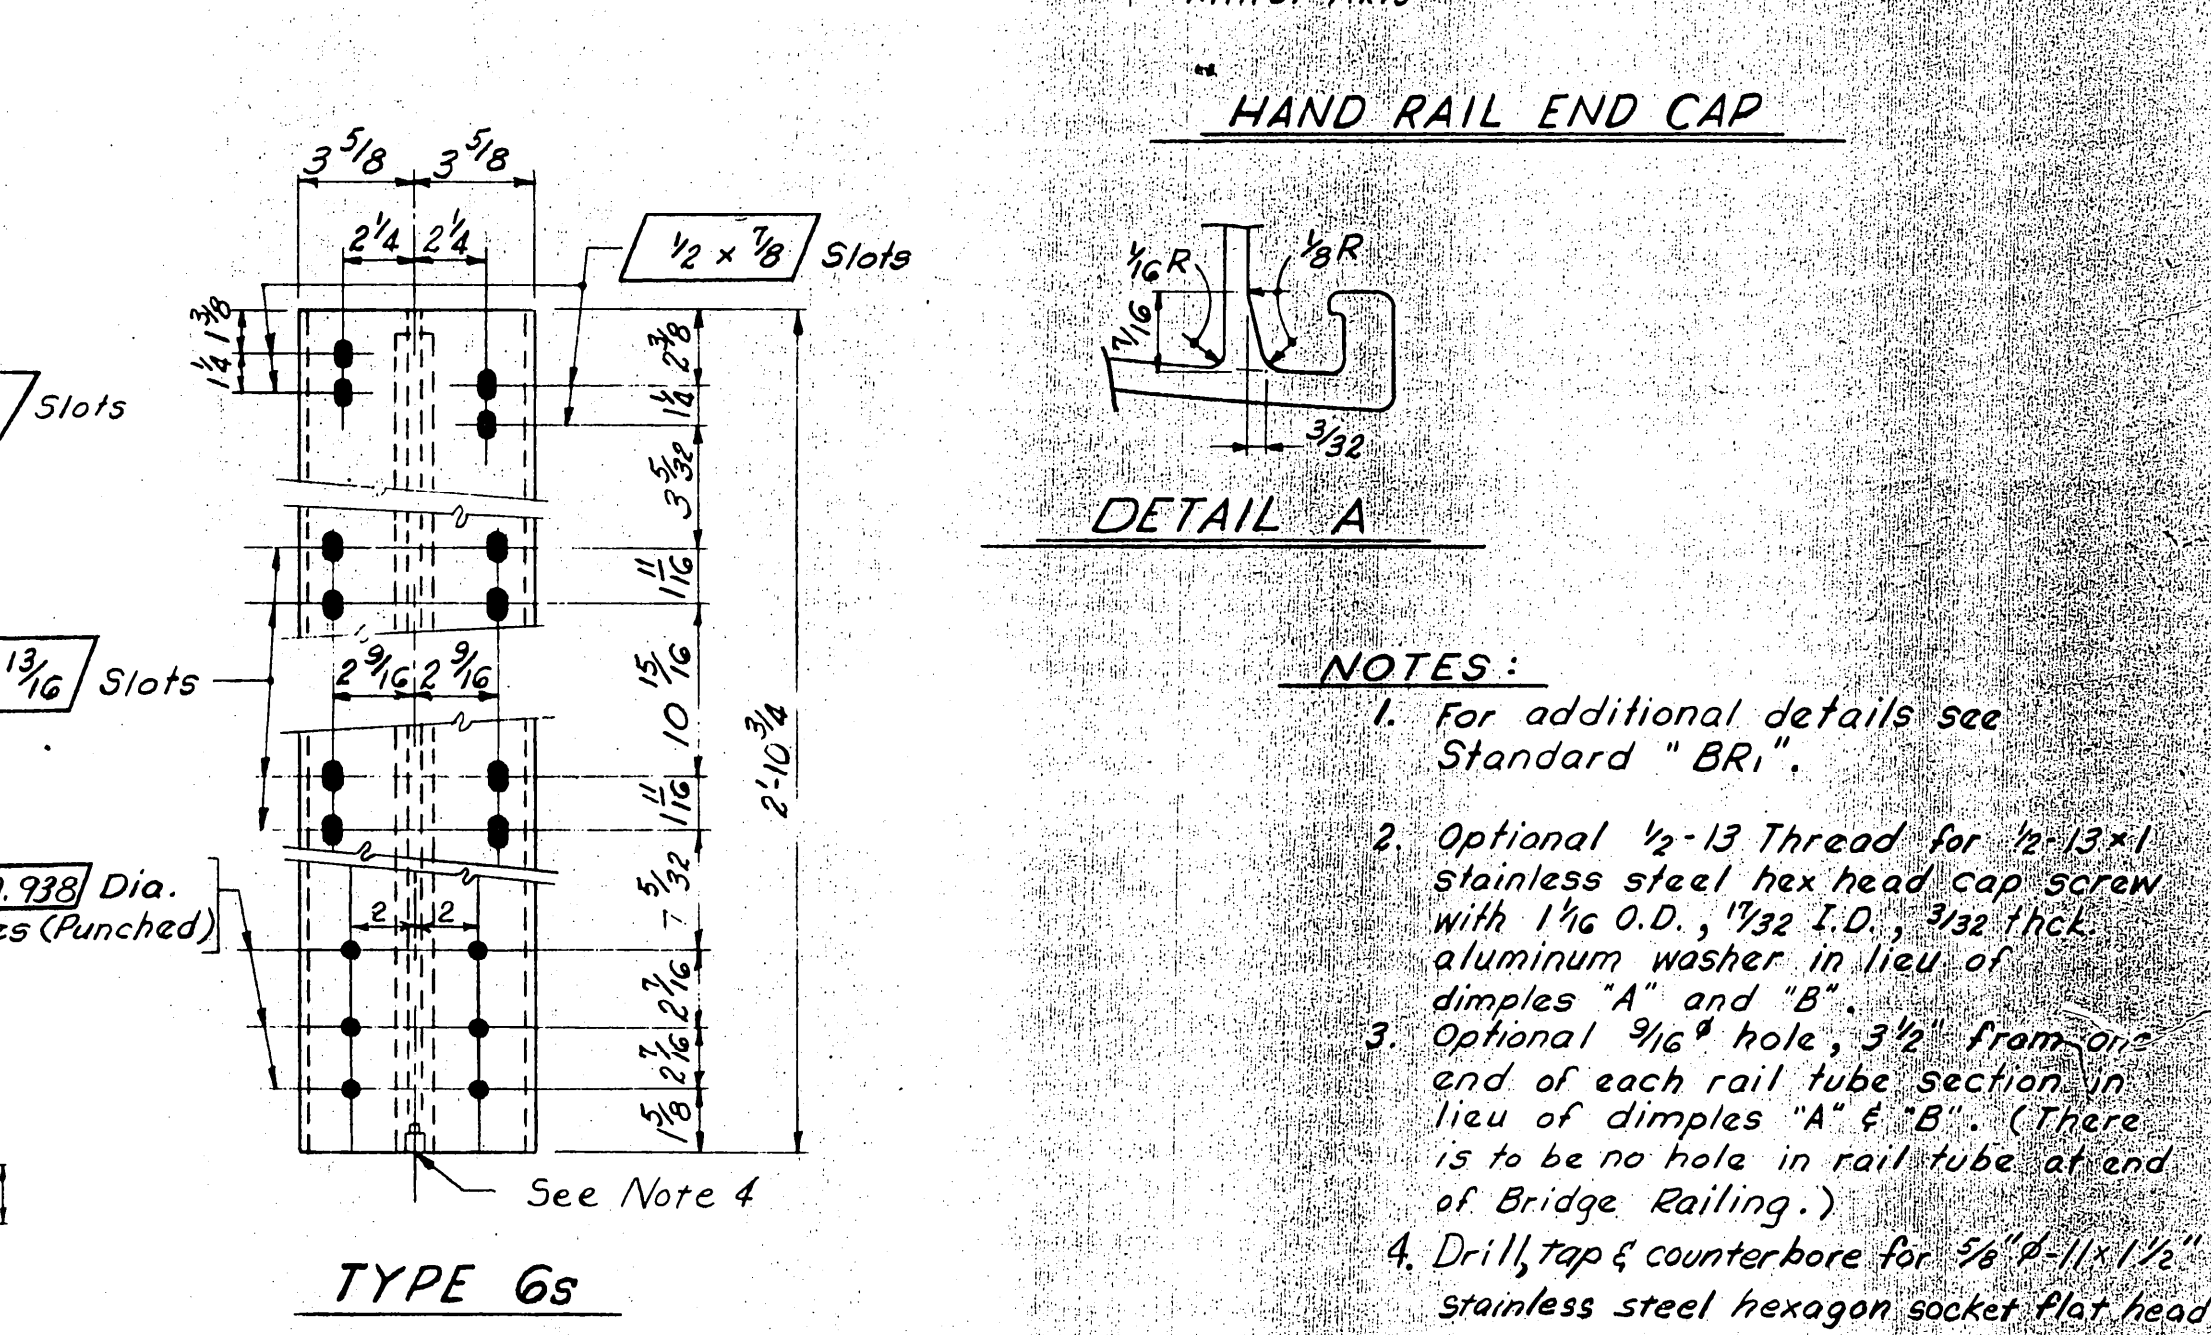 HAND RAIL END CAP
3 5/8 3 5/8
2 1/4 2 1/4
1/2 x 7/8 Slots
1 3/8
1 1/4
2 3/8
1 1/4
3 5/32
1 11/16
10 15/16
1 11/16
7 5/32
2 7/16
2 7/16
1 5/8
2'-10 3/4
Slots
13/16 Slots
2 9/16 2 9/16
.938 Dia.
(Punched)
2 2
See Note 4
TYPE 6s
1/16 R
1/8 R
7/16
3/32
DETAIL A
NOTES:
1. For additional details see
Standard "BR1".
2. Optional 1/2-13 Thread for 1/2-13x1
stainless steel hex head cap screw
with 1 1/16 O.D., 17/32 I.D., 3/32 thck.
aluminum washer in lieu of
dimples "A" and "B".
3. Optional 9/16 ø hole, 3 1/2" from one
end of each rail tube section in
lieu of dimples "A" & "B". (There
is to be no hole in rail tube at end
of Bridge Railing.)
4. Drill, tap & counterbore for 5/8"ø-11x1 1/2"
stainless steel hexagon socket flat head